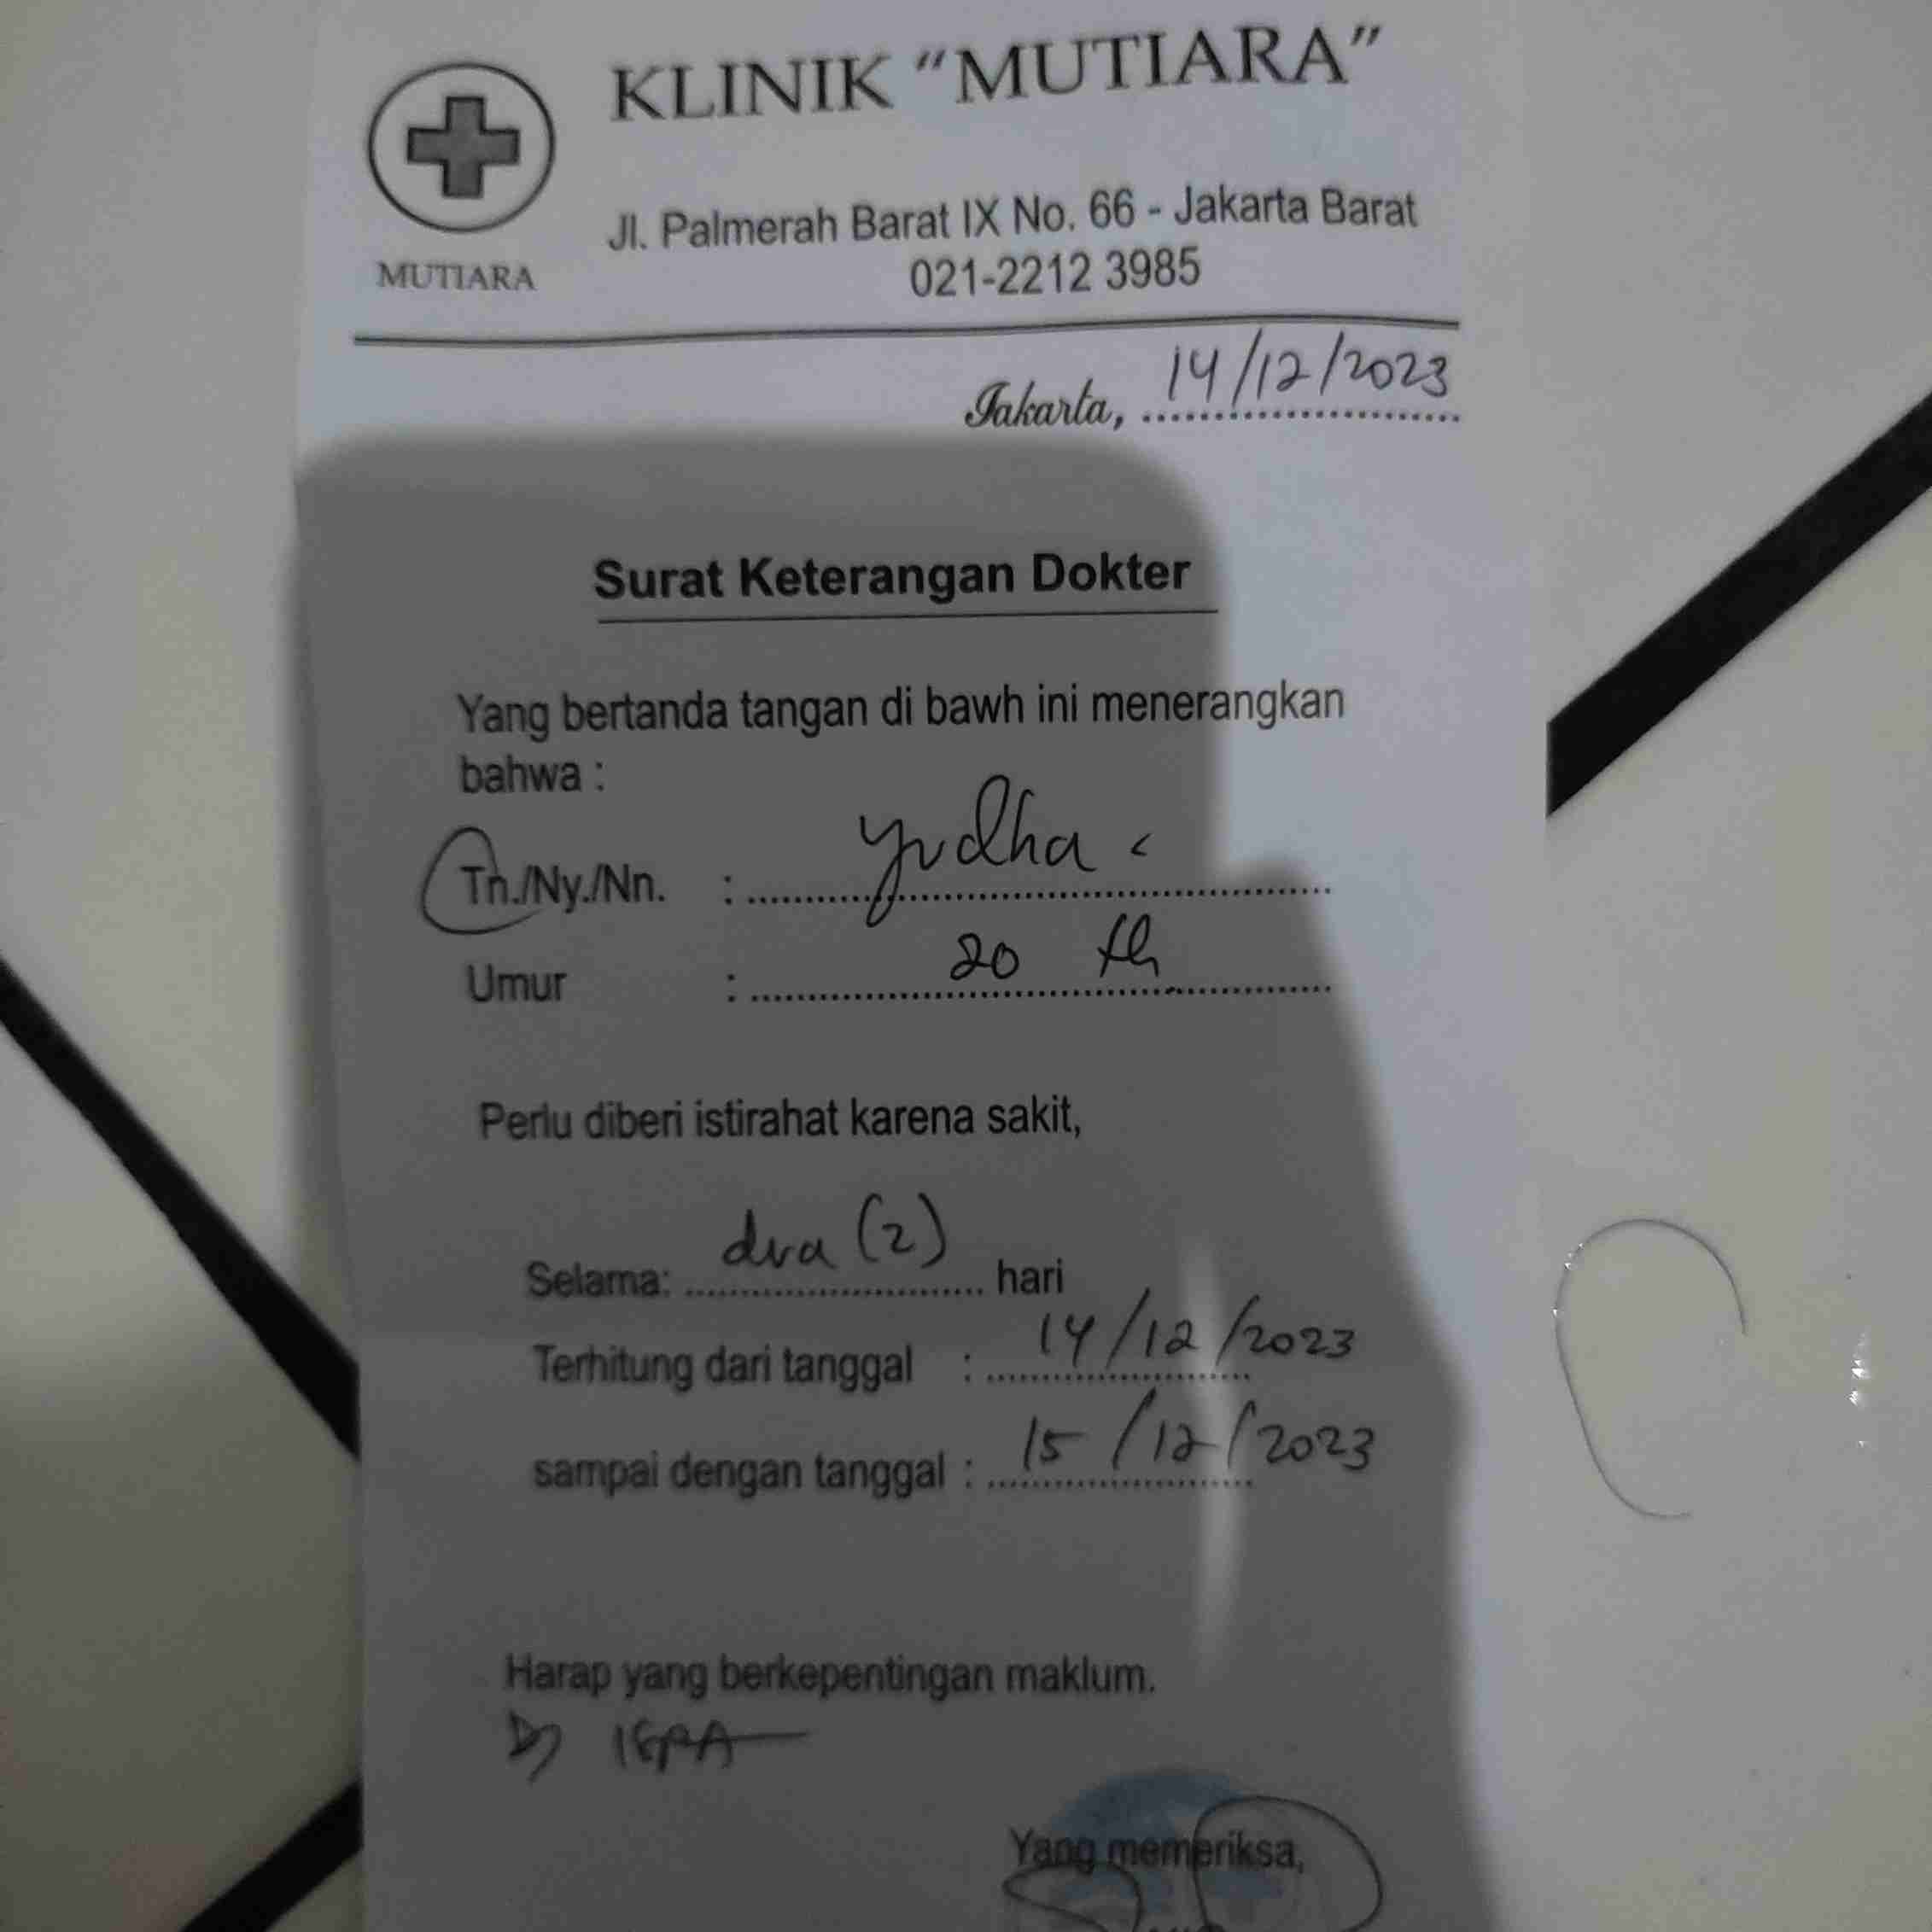 KLINIK "MUTIARA"
MUTIARA
Jl. Palmerah Barat IX No. 66 - Jakarta Barat
021-2212 3985
Jakarta, 14/12/2023
Surat Keterangan Dokter
Yang bertanda tangan di bawh ini menerangkan
bahwa :
Tn./Ny./Nn. : Yudha
Umur : 20 th
Perlu diberi istirahat karena sakit,
Selama: dua (2) hari
Terhitung dari tanggal : 14/12/2023
sampai dengan tanggal : 15/12/2023
Harap yang berkepentingan maklum.
ISPA
Yang memeriksa,